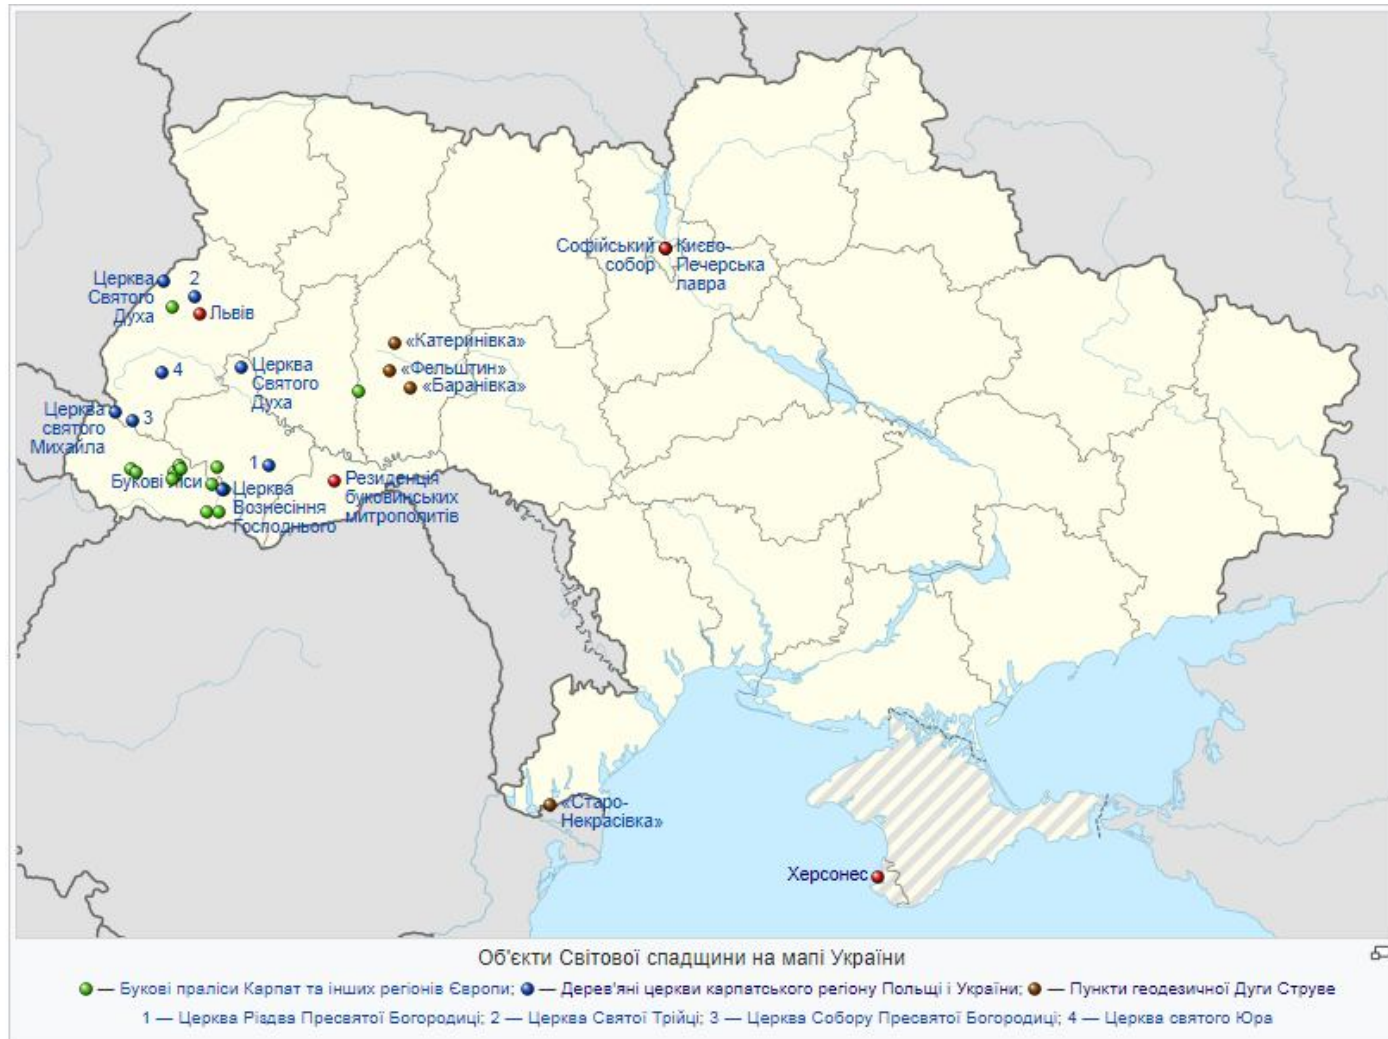 Софійський
собор
Києво-
Печерська
лавра
Церква
Святого
Духа
2
Львів
«Катеринівка»
4
Церква
Святого
Духа
«Фельштин»
«Баранівка»
Церква
святого
Михайла
3
1
Букові ліси
Резиденція
буковинських
митрополитів
Церква
Вознесіння
Господнього
«Старо-
Некрасівка»
Херсонес
Об'єкти Світової спадщини на мапі України
— Букові праліси Карпат та інших регіонів Європи; — Дерев'яні церкви карпатського регіону Польщі і України; — Пункти геодезичної Дуги Струве
1 — Церква Різдва Пресвятої Богородиці; 2 — Церква Святої Трійці; 3 — Церква Собору Пресвятої Богородиці; 4 — Церква святого Юра